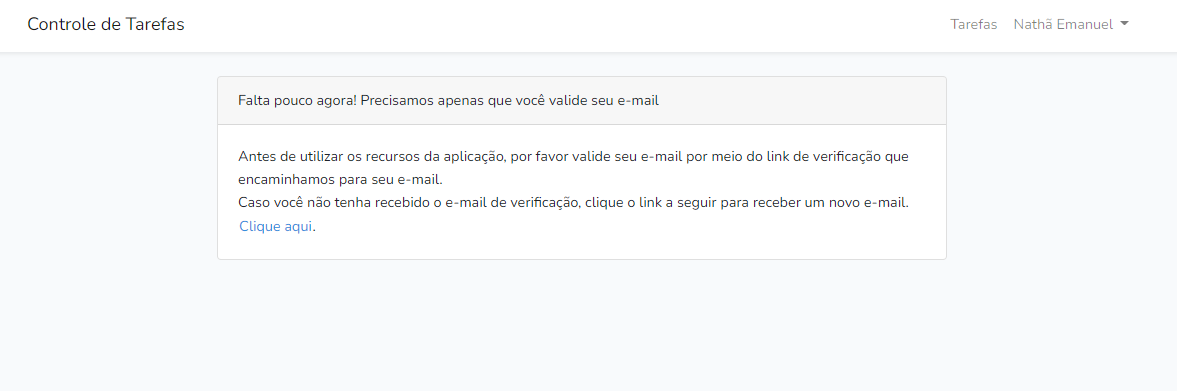 Controle de Tarefas
Tarefas
Nathã Emanuel
Falta pouco agora! Precisamos apenas que você valide seu e-mail
Antes de utilizar os recursos da aplicação, por favor valide seu e-mail por meio do link de verificação que
encaminhamos para seu e-mail.
Caso você não tenha recebido o e-mail de verificação, clique o link a seguir para receber um novo e-mail.
Clique aqui.